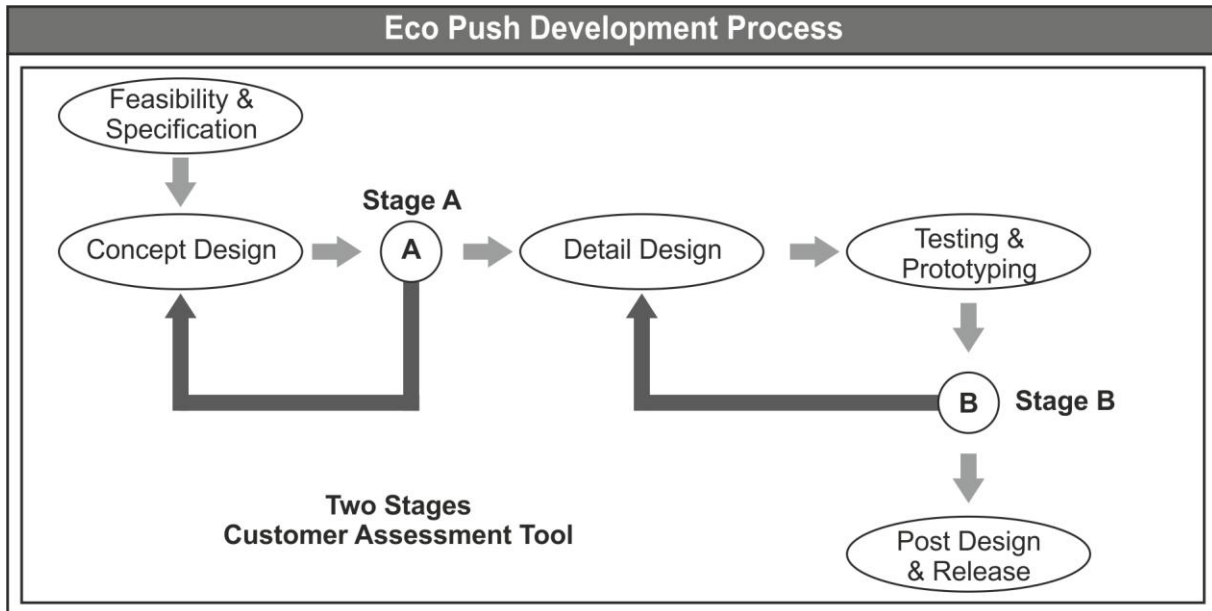 Eco Push Development Process
Feasibility &
Specification
Stage A
Concept Design
A
Detail Design
Testing &
Prototyping
B
Stage B
Two Stages
Customer Assessment Tool
Post Design
& Release